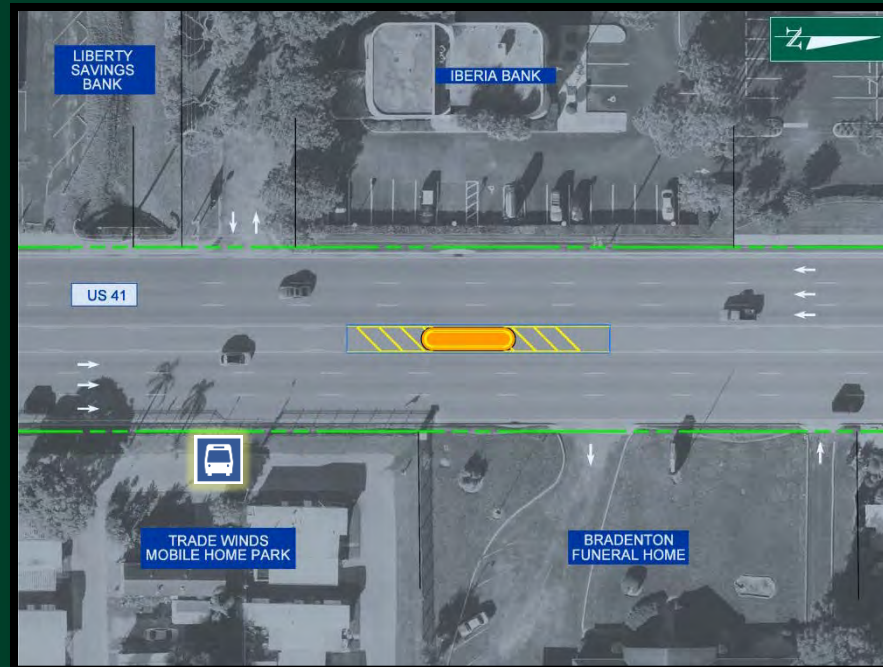 LIBERTY
SAVINGS
BANK
IBERIA BANK
Z
US 41
TRADE WINDS
MOBILE HOME PARK
BRADENTON
FUNERAL HOME